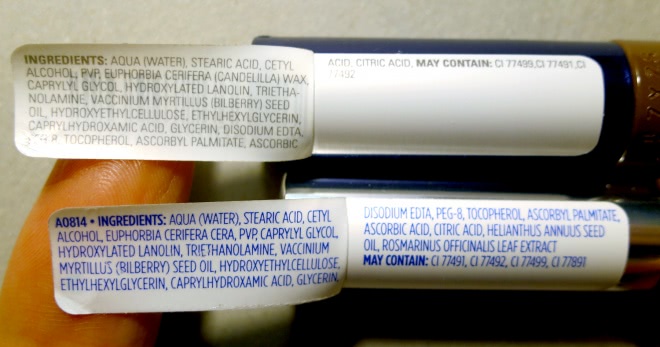 INGREDIENTS: AQUA (WATER), STEARIC ACID, CETYL
ALCOHOL, PVP, EUPHORBIA CERIFERA (CANDELILLA) WAX,
CAPRYLYL GLYCOL, HYDROXYLATED LANOLIN, TRIETHA-
NOLAMINE, VACCINIUM MYRTILLUS (BILBERRY) SEED
OIL, HYDROXYETHYLCELLULOSE, ETHYLHEXYLGLYCERIN,
CAPRYLHYDROXAMIC ACID, GLYCERIN, DISODIUM EDTA,
TOCOPHEROL, ASCORBYL PALMITATE, ASCORBIC
ACID, CITRIC ACID, MAY CONTAIN: CI 77499,CI 77491,CI
77492
A0814 • INGREDIENTS: AQUA (WATER), STEARIC ACID, CETYL
ALCOHOL, EUPHORBIA CERIFERA CERA, PVP, CAPRYLYL GLYCOL,
HYDROXYLATED LANOLIN, TRIETHANOLAMINE, VACCINIUM
MYRTILLUS (BILBERRY) SEED OIL, HYDROXYETHYLCELLULOSE,
ETHYLHEXYLGLYCERIN, CAPRYLHYDROXAMIC ACID, GLYCERIN,
DISODIUM EDTA, PEG-8, TOCOPHEROL, ASCORBYL PALMITATE,
ASCORBIC ACID, CITRIC ACID, HELIANTHUS ANNUUS SEED
OIL, ROSMARINUS OFFICINALIS LEAF EXTRACT
MAY CONTAIN: CI 77491, CI 77492, CI 77499, CI 77891